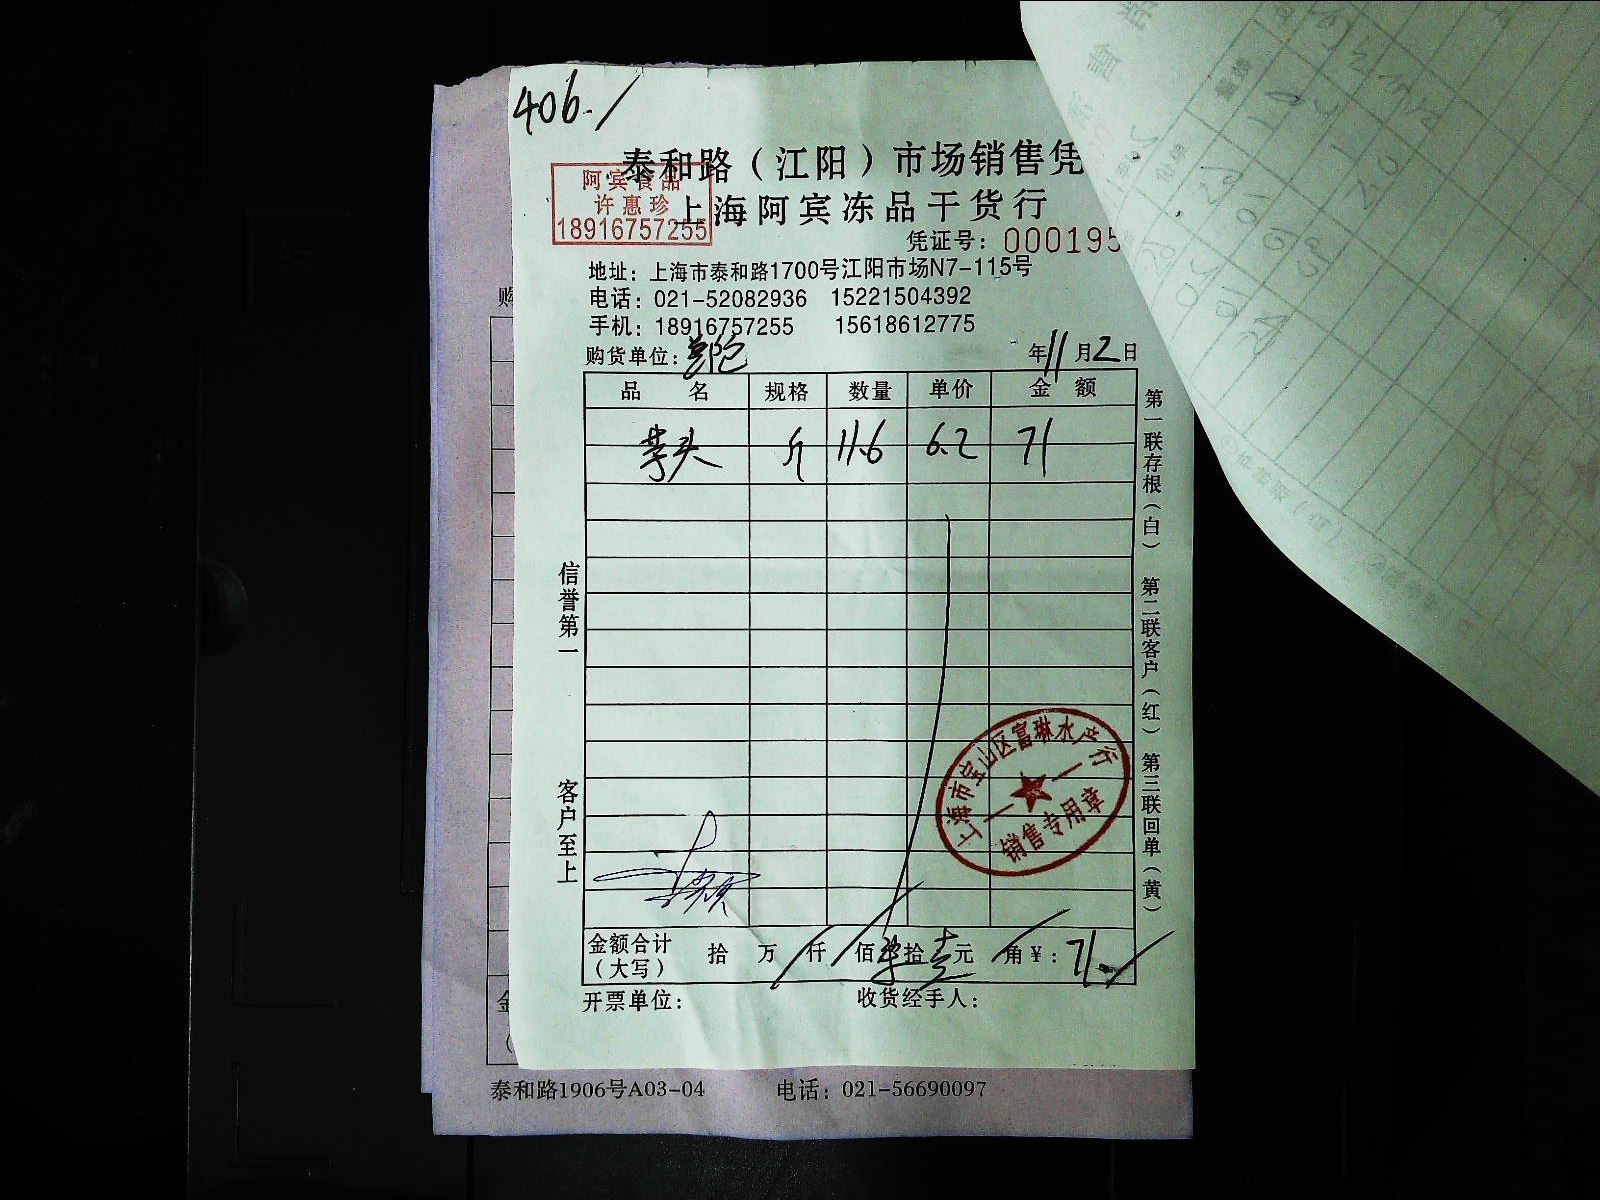 406./
泰和路（江阳）市场销售凭
阿宾食品
许惠珍
18916757255
上海阿宾冻品干货行
凭证号：000195
地址：上海市泰和路1700号江阳市场N7-115号
电话：021-52082936 15221504392
手机：18916757255 15618612775
购货单位：
年11月2日
品名 规格 数量 单价 金额
芋头 斤 11.6 6.2 71
信誉第一 客户至上
第一联存根（白） 第二联客户（红） 第三联回单（黄）
上海市宝山区富琳水产行
销售专用章
金额合计（大写） 拾 万 仟 佰 柒拾壹元 角 ¥：71.
开票单位： 收货经手人：
购
金
泰和路1906号A03-04 电话：021-56690097